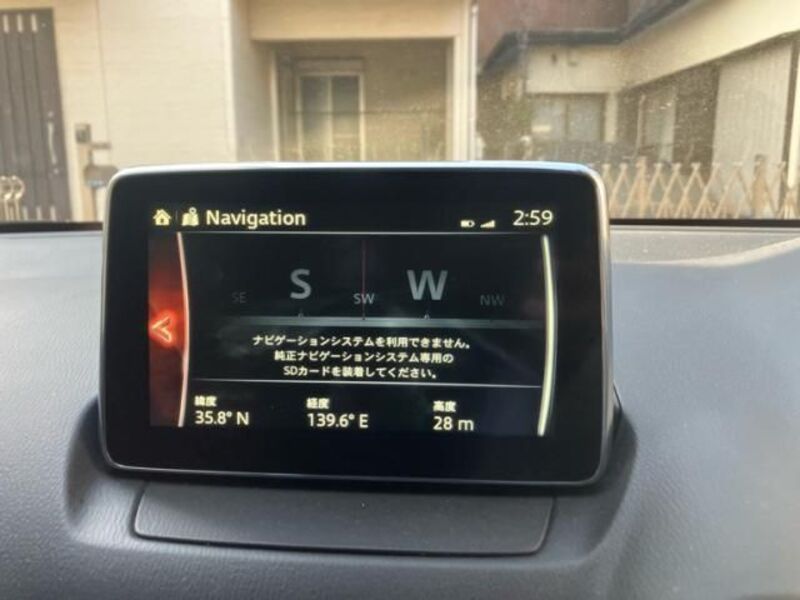 Navigation 2:59
SE S SW W NW
ナビゲーションシステムを利用できません。
純正ナビゲーションシステム専用の
SDカードを装着してください。
緯度 経度 高度
35.8° N 139.6° E 28 m